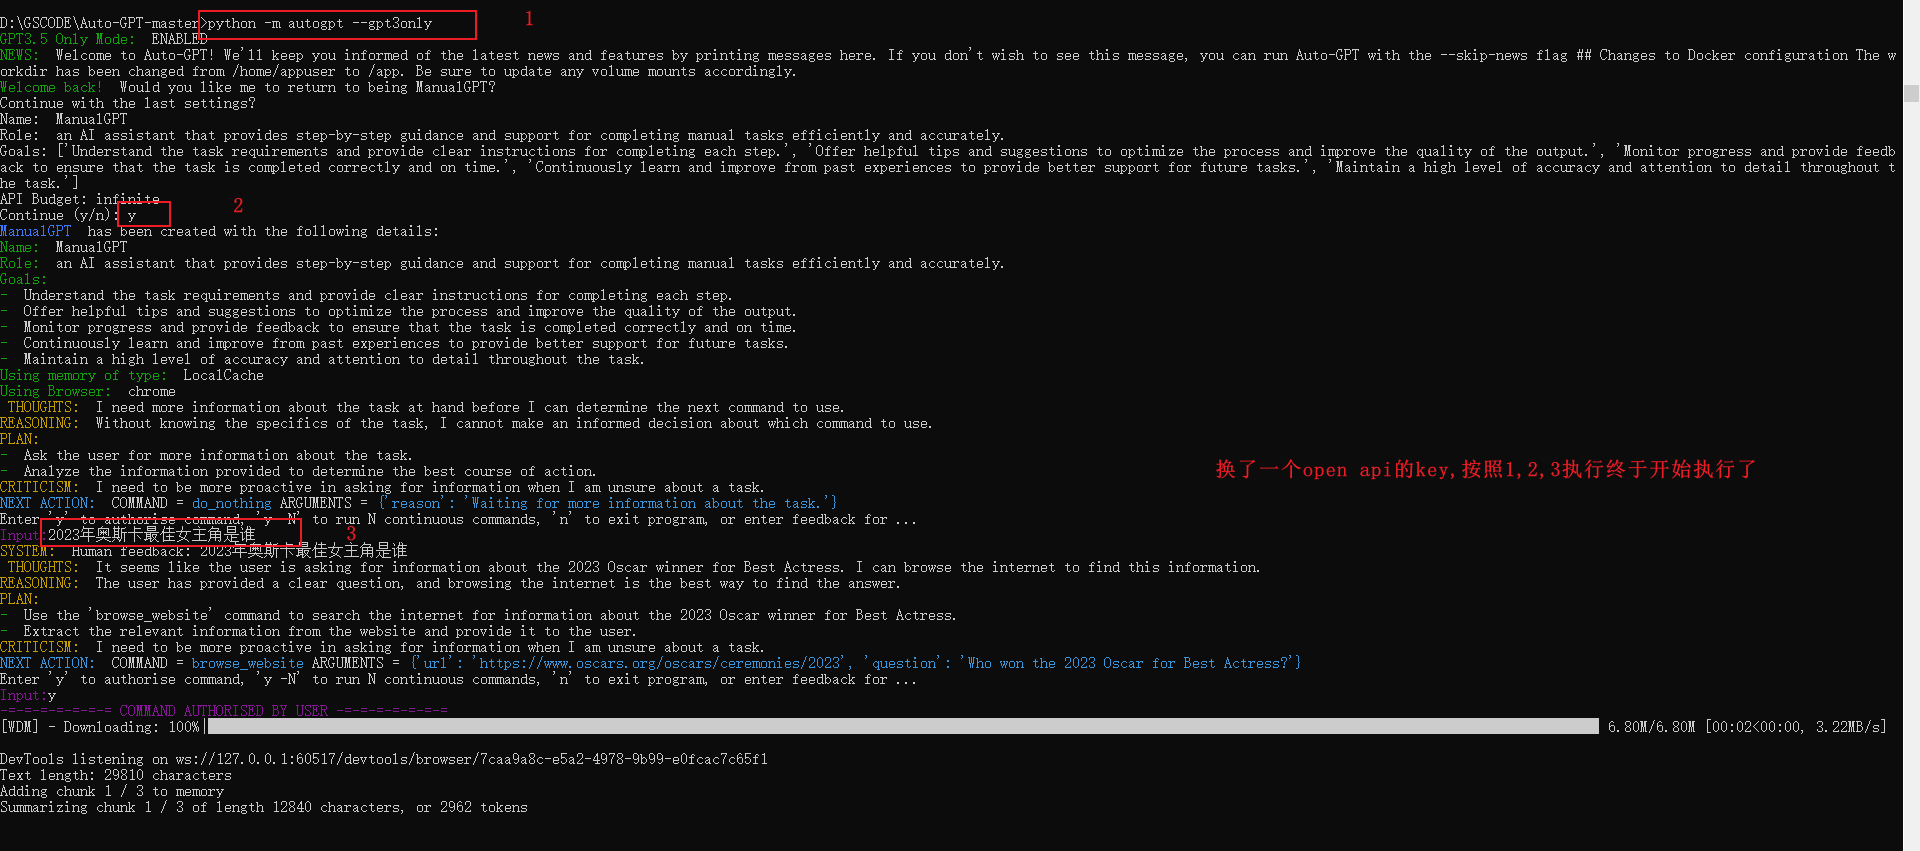 D:\GSCODE\Auto-GPT-master>python -m autogpt --gpt3only 1
GPT3.5 Only Mode:  ENABLED
NEWS:  Welcome to Auto-GPT! We'll keep you informed of the latest news and features by printing messages here. If you don't wish to see this message, you can run Auto-GPT with the --skip-news flag ## Changes to Docker configuration The w
orkdir has been changed from /home/appuser to /app. Be sure to update any volume mounts accordingly.
Welcome back!  Would you like me to return to being ManualGPT?
Continue with the last settings?
Name:  ManualGPT
Role:  an AI assistant that provides step-by-step guidance and support for completing manual tasks efficiently and accurately.
Goals: ['Understand the task requirements and provide clear instructions for completing each step.', 'Offer helpful tips and suggestions to optimize the process and improve the quality of the output.', 'Monitor progress and provide feedb
ack to ensure that the task is completed correctly and on time.', 'Continuously learn and improve from past experiences to provide better support for future tasks.', 'Maintain a high level of accuracy and attention to detail throughout t
he task.']
API Budget: infinite
Continue (y/n): y 2
ManualGPT  has been created with the following details:
Name:  ManualGPT
Role:  an AI assistant that provides step-by-step guidance and support for completing manual tasks efficiently and accurately.
Goals:
-  Understand the task requirements and provide clear instructions for completing each step.
-  Offer helpful tips and suggestions to optimize the process and improve the quality of the output.
-  Monitor progress and provide feedback to ensure that the task is completed correctly and on time.
-  Continuously learn and improve from past experiences to provide better support for future tasks.
-  Maintain a high level of accuracy and attention to detail throughout the task.
Using memory of type:  LocalCache
Using Browser:  chrome
THOUGHTS:  I need more information about the task at hand before I can determine the next command to use.
REASONING:  Without knowing the specifics of the task, I cannot make an informed decision about which command to use.
PLAN:
-  Ask the user for more information about the task.
-  Analyze the information provided to determine the best course of action.
换了一个open api的key,按照1,2,3执行终于开始执行了
CRITICISM:  I need to be more proactive in asking for information when I am unsure about a task.
NEXT ACTION:  COMMAND = do_nothing ARGUMENTS = {'reason': 'Waiting for more information about the task.'}
Enter 'y' to authorise command, 'y -N' to run N continuous commands, 'n' to exit program, or enter feedback for ...
Input:2023年奥斯卡最佳女主角是谁 3
SYSTEM:  Human feedback: 2023年奥斯卡最佳女主角是谁
THOUGHTS:  It seems like the user is asking for information about the 2023 Oscar winner for Best Actress. I can browse the internet to find this information.
REASONING:  The user has provided a clear question, and browsing the internet is the best way to find the answer.
PLAN:
-  Use the 'browse_website' command to search the internet for information about the 2023 Oscar winner for Best Actress.
-  Extract the relevant information from the website and provide it to the user.
CRITICISM:  I need to be more proactive in asking for information when I am unsure about a task.
NEXT ACTION:  COMMAND = browse_website ARGUMENTS = {'url': 'https://www.oscars.org/oscars/ceremonies/2023', 'question': 'Who won the 2023 Oscar for Best Actress?'}
Enter 'y' to authorise command, 'y -N' to run N continuous commands, 'n' to exit program, or enter feedback for ...
Input:y
-=-=-=-=-=-=-= COMMAND AUTHORISED BY USER -=-=-=-=-=-=-=
[WDM] - Downloading: 100%| 6.80M/6.80M [00:02<00:00, 3.22MB/s]
DevTools listening on ws://127.0.0.1:60517/devtools/browser/7caa9a8c-e5a2-4978-9b99-e0fcac7c65f1
Text length: 29810 characters
Adding chunk 1 / 3 to memory
Summarizing chunk 1 / 3 of length 12840 characters, or 2962 tokens